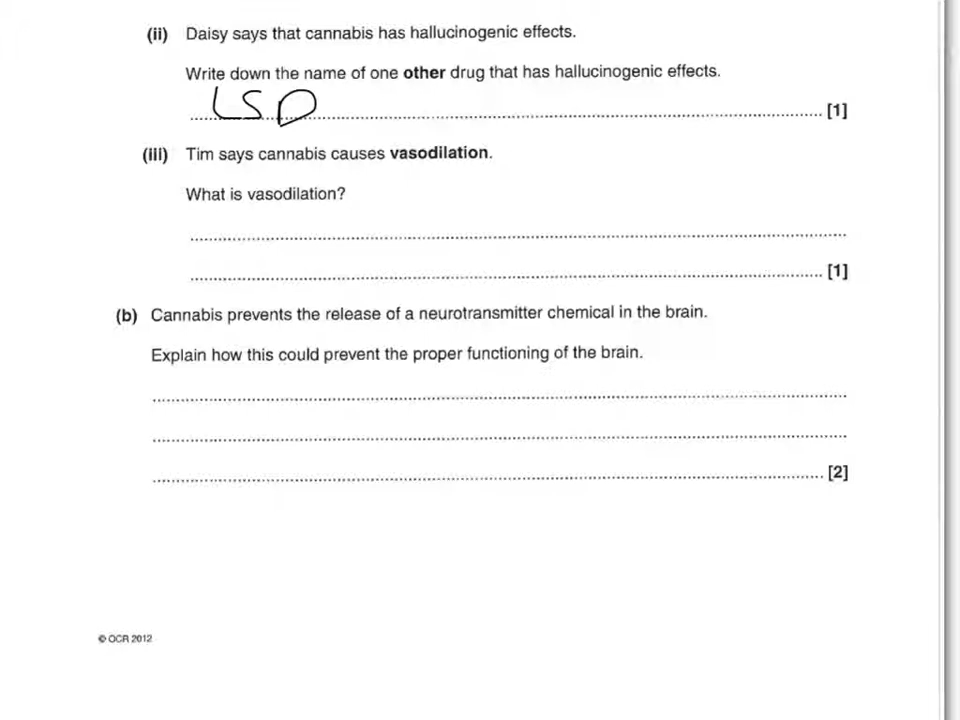 (ii) Daisy says that cannabis has hallucinogenic effects.
Write down the name of one other drug that has hallucinogenic effects.
LSD
[1]
(iii) Tim says cannabis causes vasodilation.
What is vasodilation?
[1]
(b) Cannabis prevents the release of a neurotransmitter chemical in the brain.
Explain how this could prevent the proper functioning of the brain.
[2]
© OCR 2012